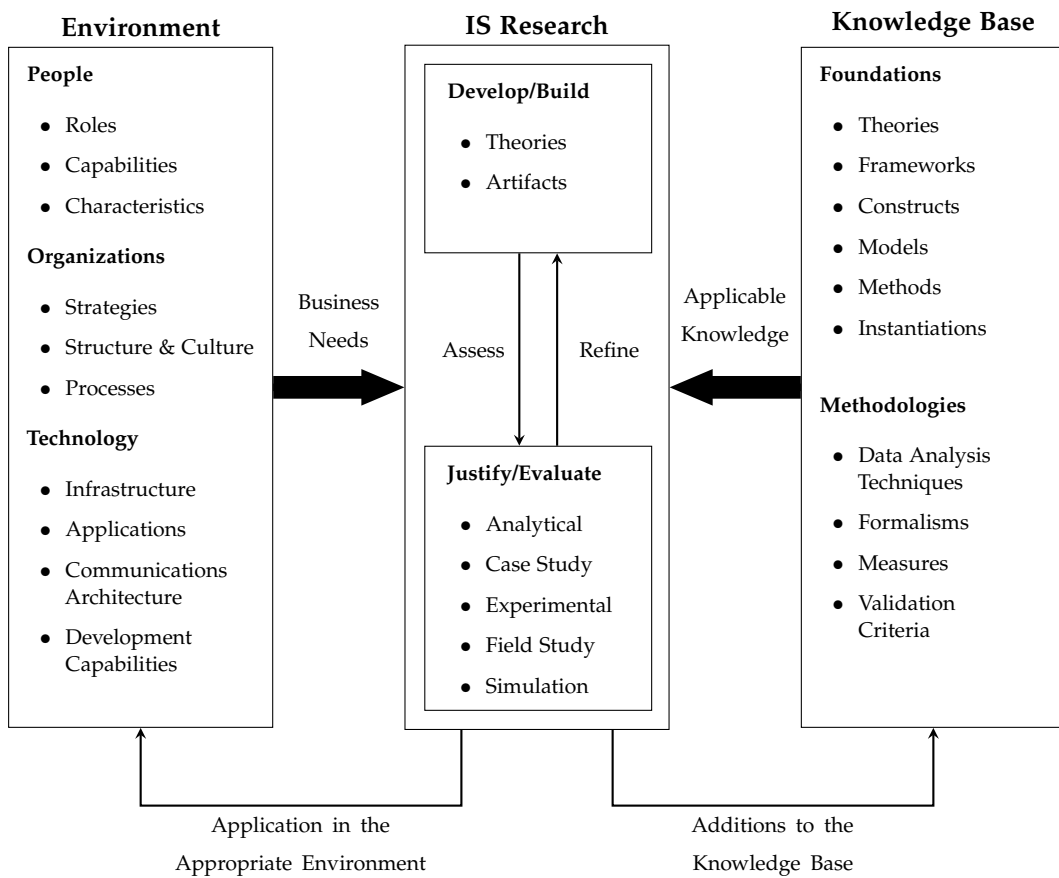 Environment
People
• Roles
• Capabilities
• Characteristics
Organizations
• Strategies
• Structure & Culture
• Processes
Technology
• Infrastructure
• Applications
• Communications
Architecture
• Development
Capabilities
Business
Needs
IS Research
Develop/Build
• Theories
• Artifacts
Assess
Refine
Justify/Evaluate
• Analytical
• Case Study
• Experimental
• Field Study
• Simulation
Applicable
Knowledge
Knowledge Base
Foundations
• Theories
• Frameworks
• Constructs
• Models
• Methods
• Instantiations
Methodologies
• Data Analysis
Techniques
• Formalisms
• Measures
• Validation
Criteria
Application in the
Appropriate Environment
Additions to the
Knowledge Base